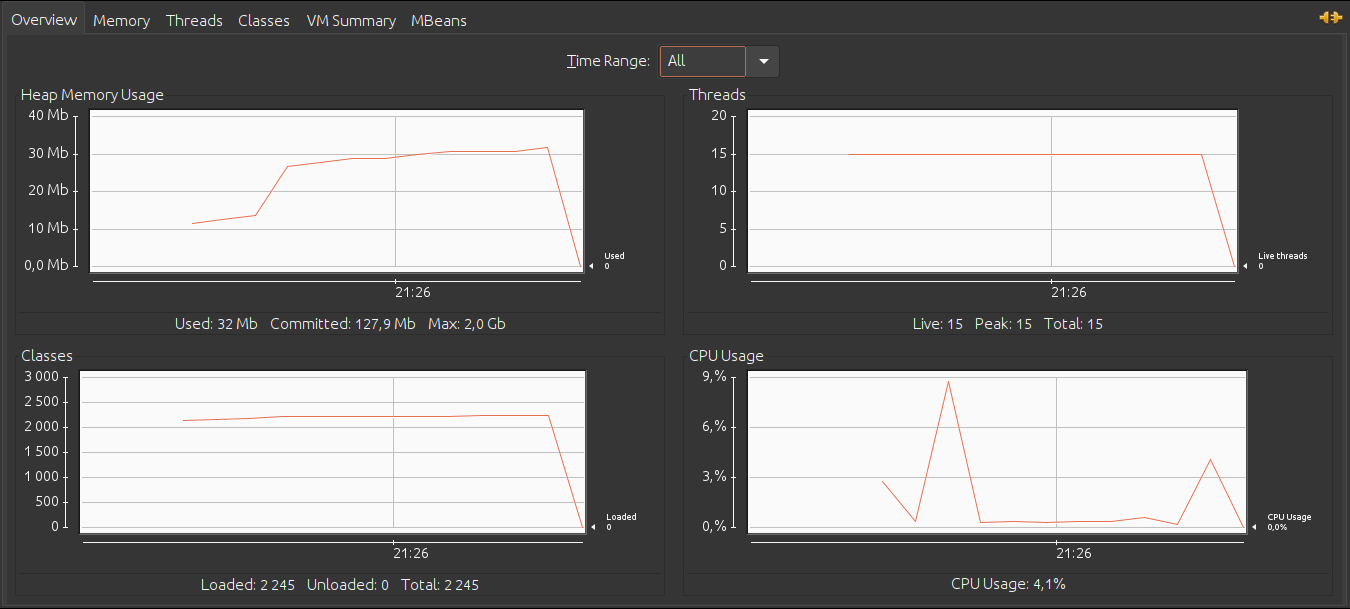 Overview Memory Threads Classes VM Summary MBeans
Time Range: All
Heap Memory Usage
40 Mb
30 Mb
20 Mb
10 Mb
0,0 Mb
Used
0
21:26
Used: 32 Mb Committed: 127,9 Mb Max: 2,0 Gb
Threads
20
15
10
5
0
Live threads
0
21:26
Live: 15 Peak: 15 Total: 15
Classes
3 000
2 500
2 000
1 500
1 000
500
0
Loaded
0
21:26
Loaded: 2 245 Unloaded: 0 Total: 2 245
CPU Usage
9,%
6,%
3,%
0,%
CPU Usage
0,0%
21:26
CPU Usage: 4,1%